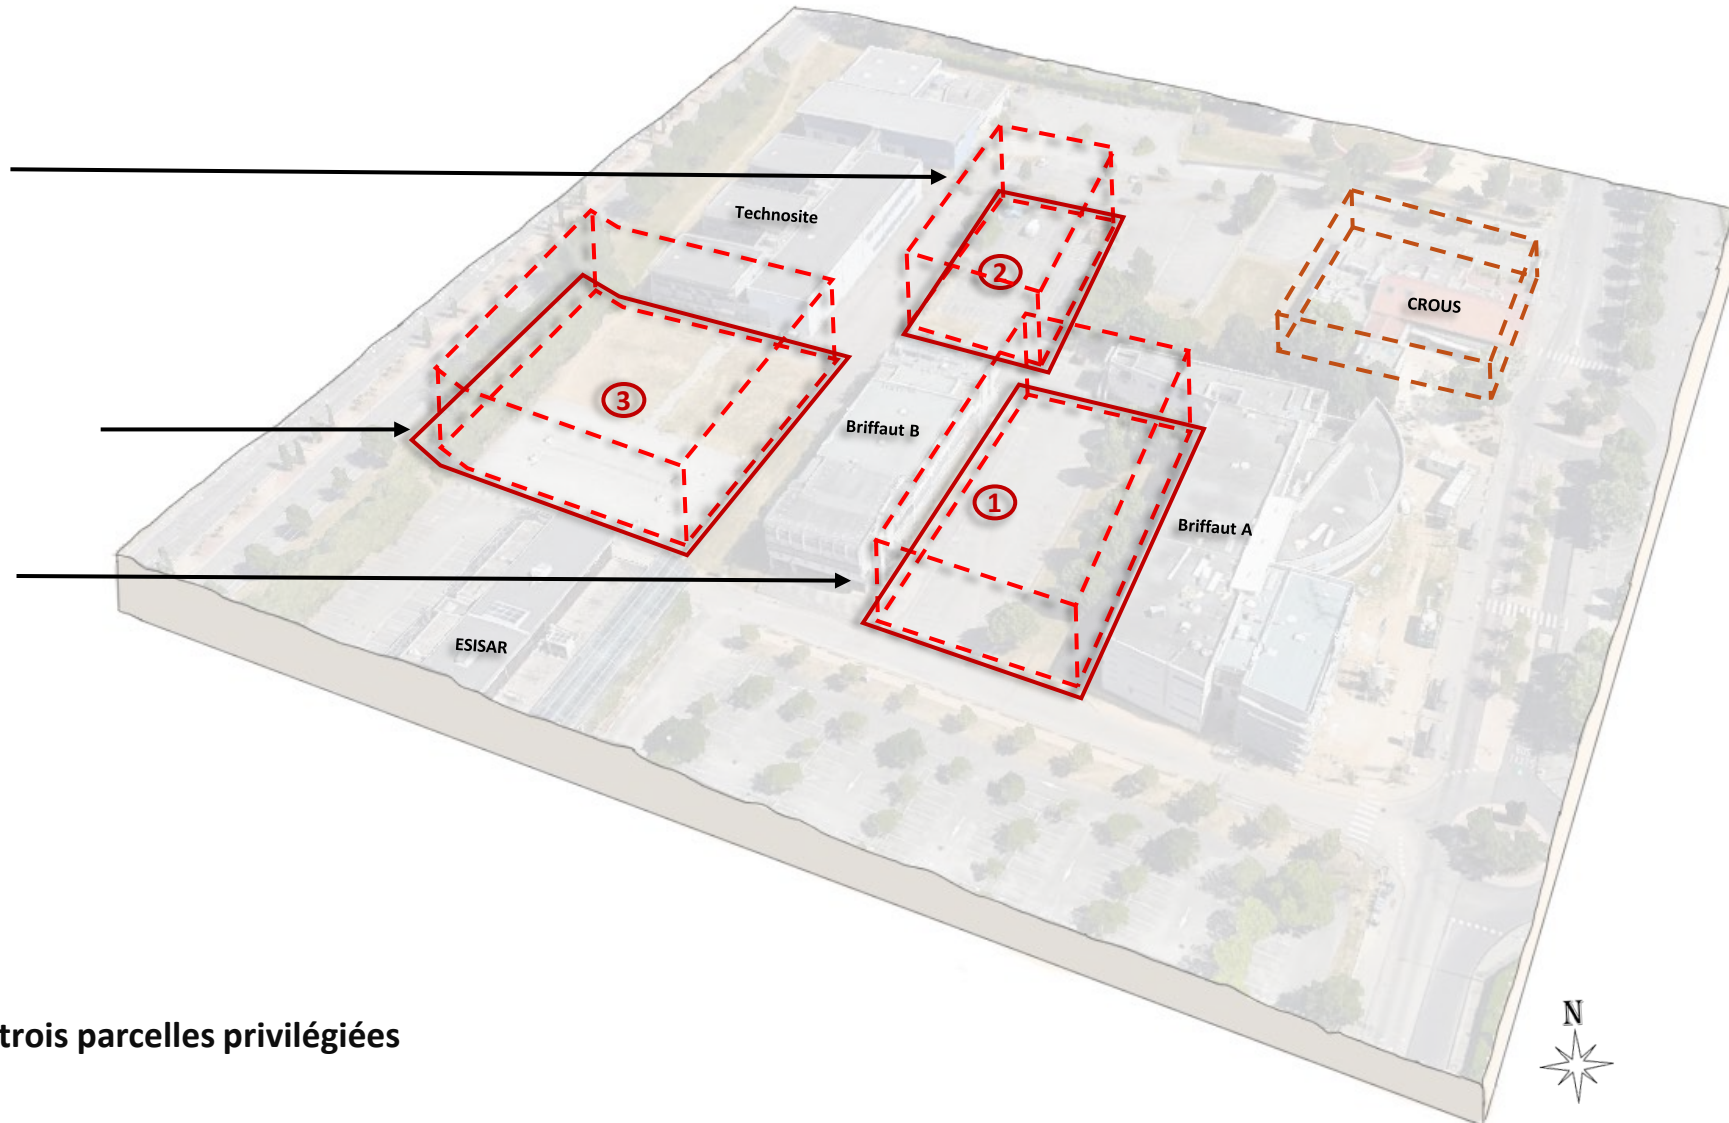 Technosite
2
CROUS
3
Briffaut B
1
Briffaut A
ESISAR
N
trois parcelles privilégiées